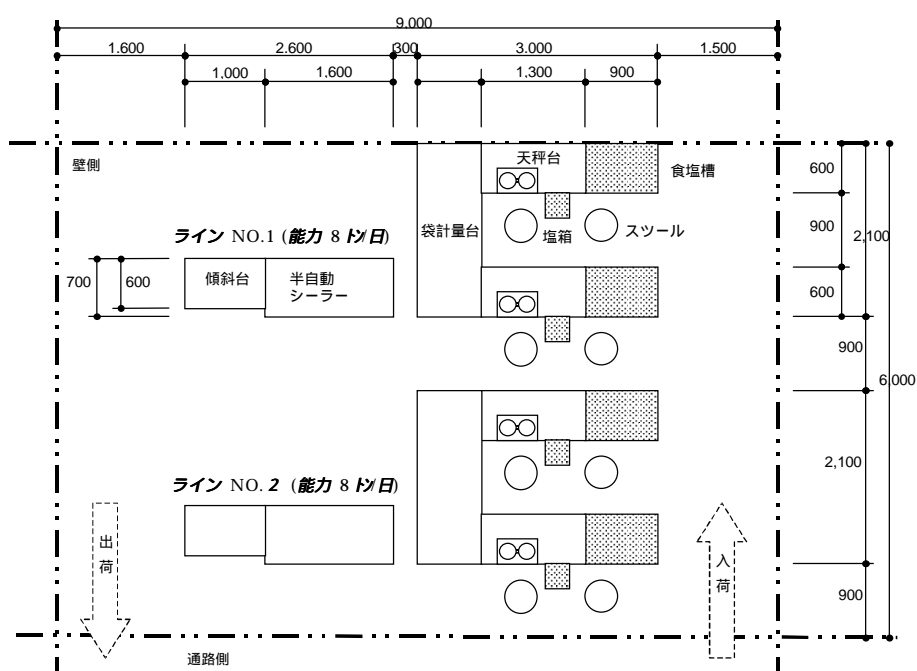 9.000
1.600
2.600
300
3.000
1.500
1.000
1.600
1.300
900
壁側
天秤台
食塩槽
600
袋計量台
塩箱
スツール
900
2,100
ライン NO.1 (能力 8 トン/日)
700
600
傾斜台
半自動
シーラー
600
900
6,000
2,100
ライン NO. 2 (能力 8 トン/日)
出荷
入荷
900
通路側